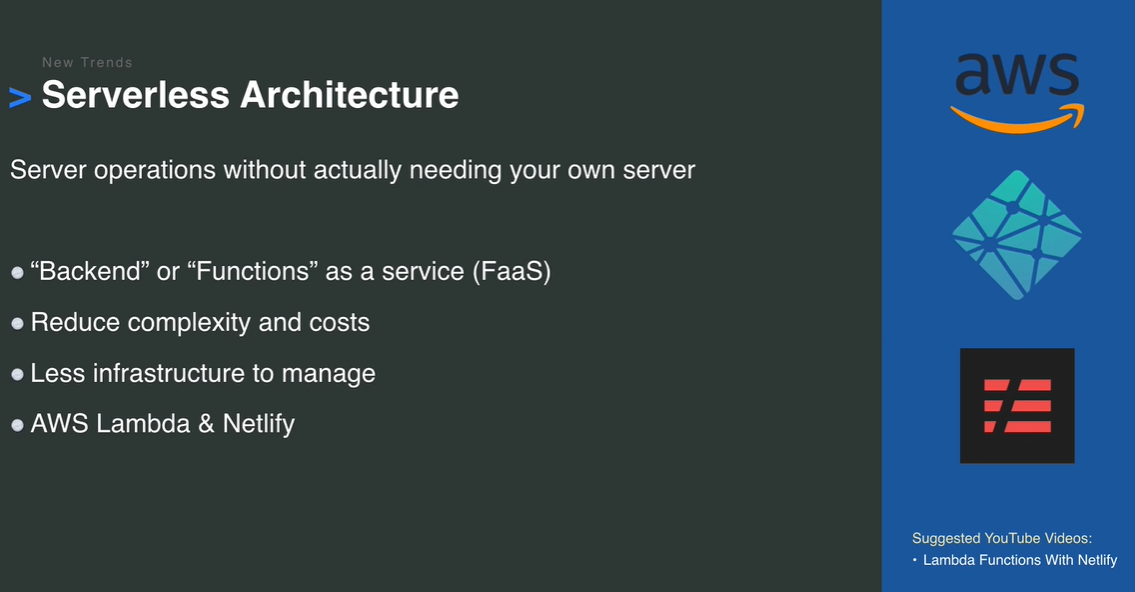 New Trends
> Serverless Architecture
Server operations without actually needing your own server
“Backend” or “Functions” as a service (FaaS)
Reduce complexity and costs
Less infrastructure to manage
AWS Lambda & Netlify
aws
Suggested YouTube Videos:
• Lambda Functions With Netlify